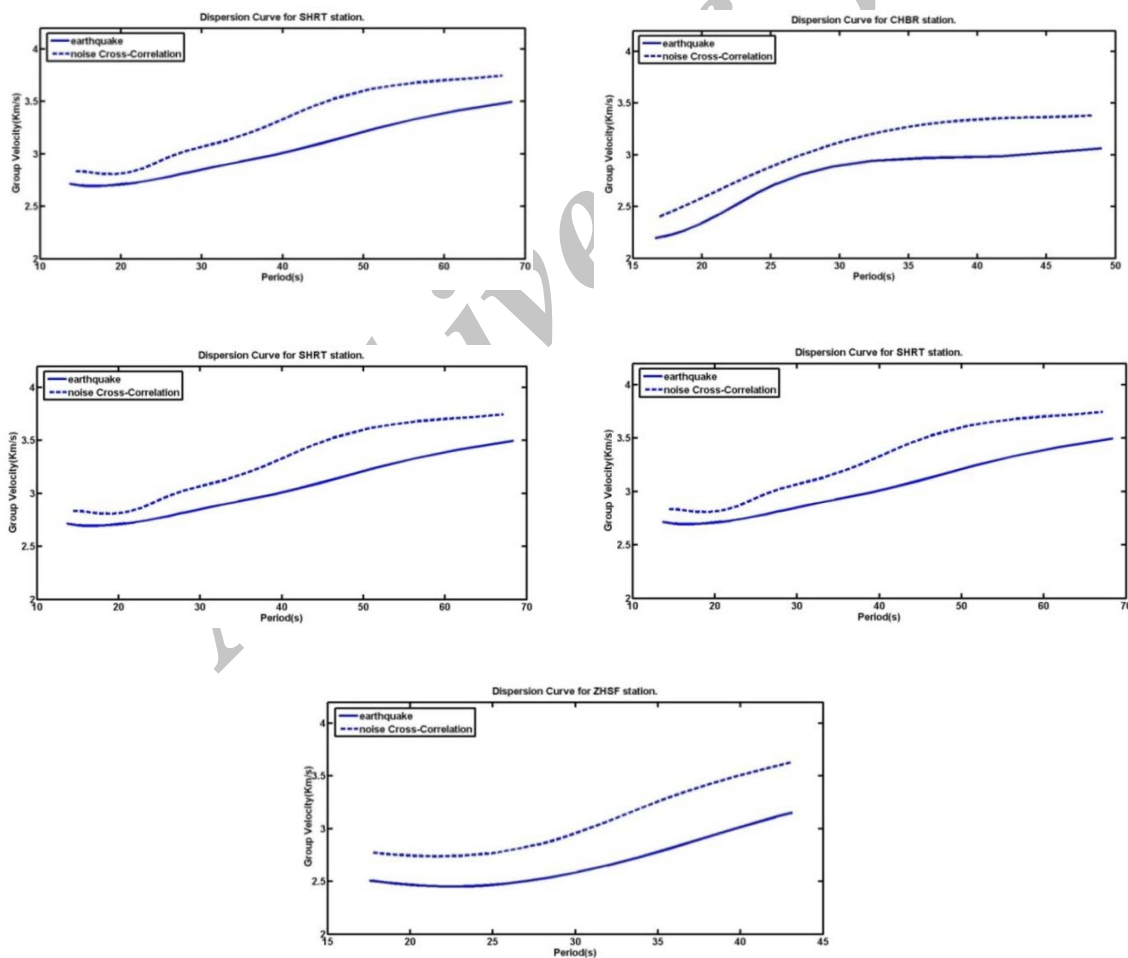 Dispersion Curve for SHRT station.
earthquake
noise Cross-Correlation
Group Velocity(Km/s)
4
3.5
3
2.5
2
10 20 30 40 50 60 70
Period(s)
Dispersion Curve for CHBR station.
earthquake
noise Cross-Correlation
Group Velocity(Km/s)
4
3.5
3
2.5
2
15 20 25 30 35 40 45 50
Period(s)
Dispersion Curve for SHRT station.
earthquake
noise Cross-Correlation
Group Velocity(Km/s)
4
3.5
3
2.5
2
10 20 30 40 50 60 70
Period(s)
Dispersion Curve for SHRT station.
earthquake
noise Cross-Correlation
Group Velocity(Km/s)
4
3.5
3
2.5
2
10 20 30 40 50 60 70
Period(s)
Dispersion Curve for ZHSF station.
earthquake
noise Cross-Correlation
Group Velocity(Km/s)
4
3.5
3
2.5
2
15 20 25 30 35 40 45
Period(s)
ive